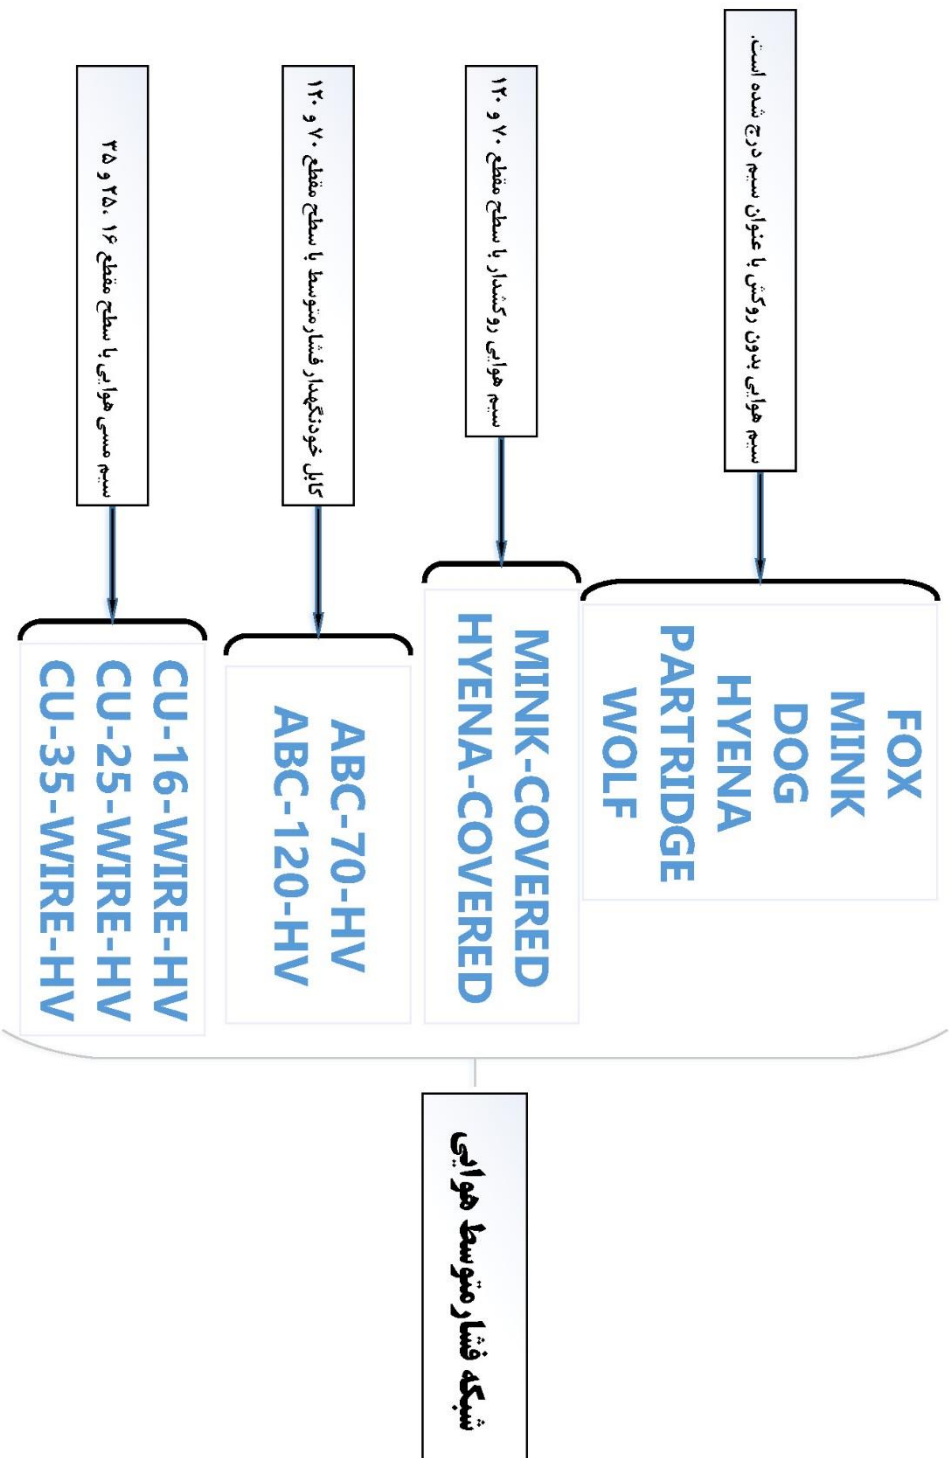 شبکه فشار متوسط هوایی
FOX
MINK
DOG
HYENA
PARTRIDGE
WOLF
سیم هوایی بدون روکش با عنوان سیم درج شده است.
MINK-COVERED
HYENA-COVERED
سیم هوایی روکشدار با سطح مقطع ۷۰ و ۱۲۰
ABC-70-HV
ABC-120-HV
کابل خودنگهدار فشار متوسط با سطح مقطع ۷۰ و ۱۲۰
CU-16-WIRE-HV
CU-25-WIRE-HV
CU-35-WIRE-HV
سیم مسی هوایی با سطح مقطع ۱۶ ،۲۵ و ۳۵